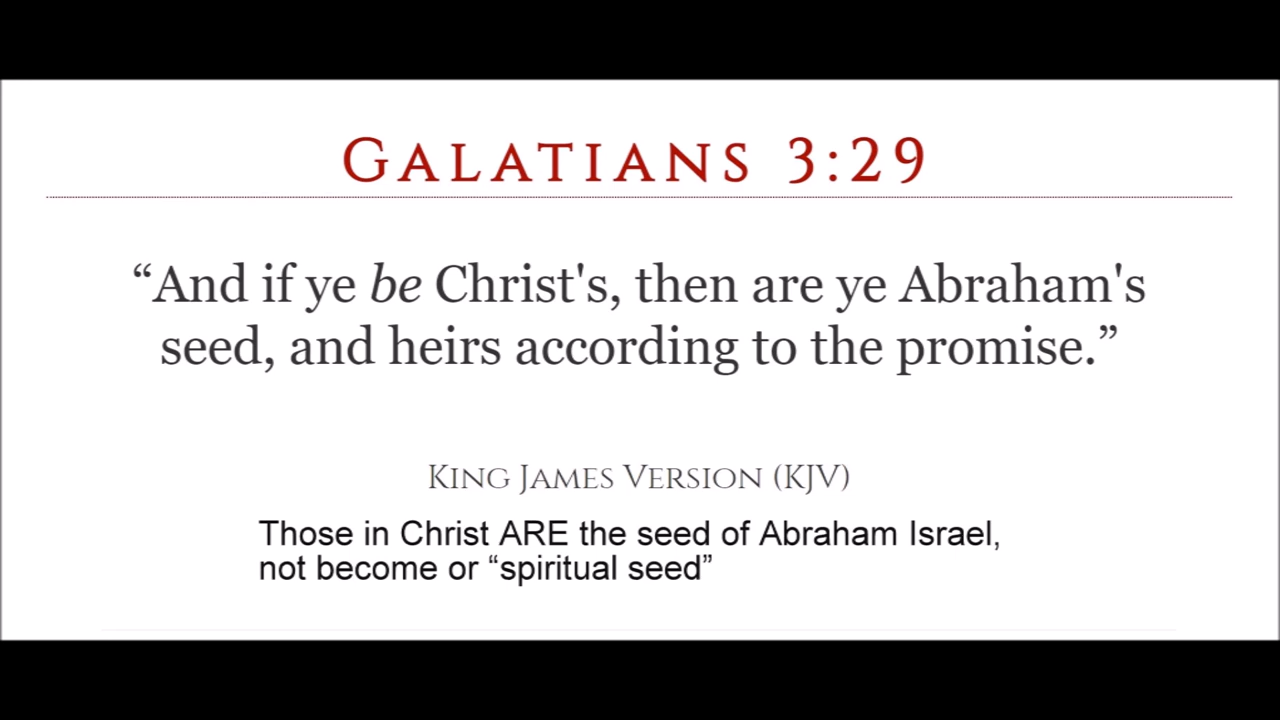 GALATIANS 3:29
“And if ye be Christ's, then are ye Abraham's
seed, and heirs according to the promise.”
KING JAMES VERSION (KJV)
Those in Christ ARE the seed of Abraham Israel,
not become or “spiritual seed”